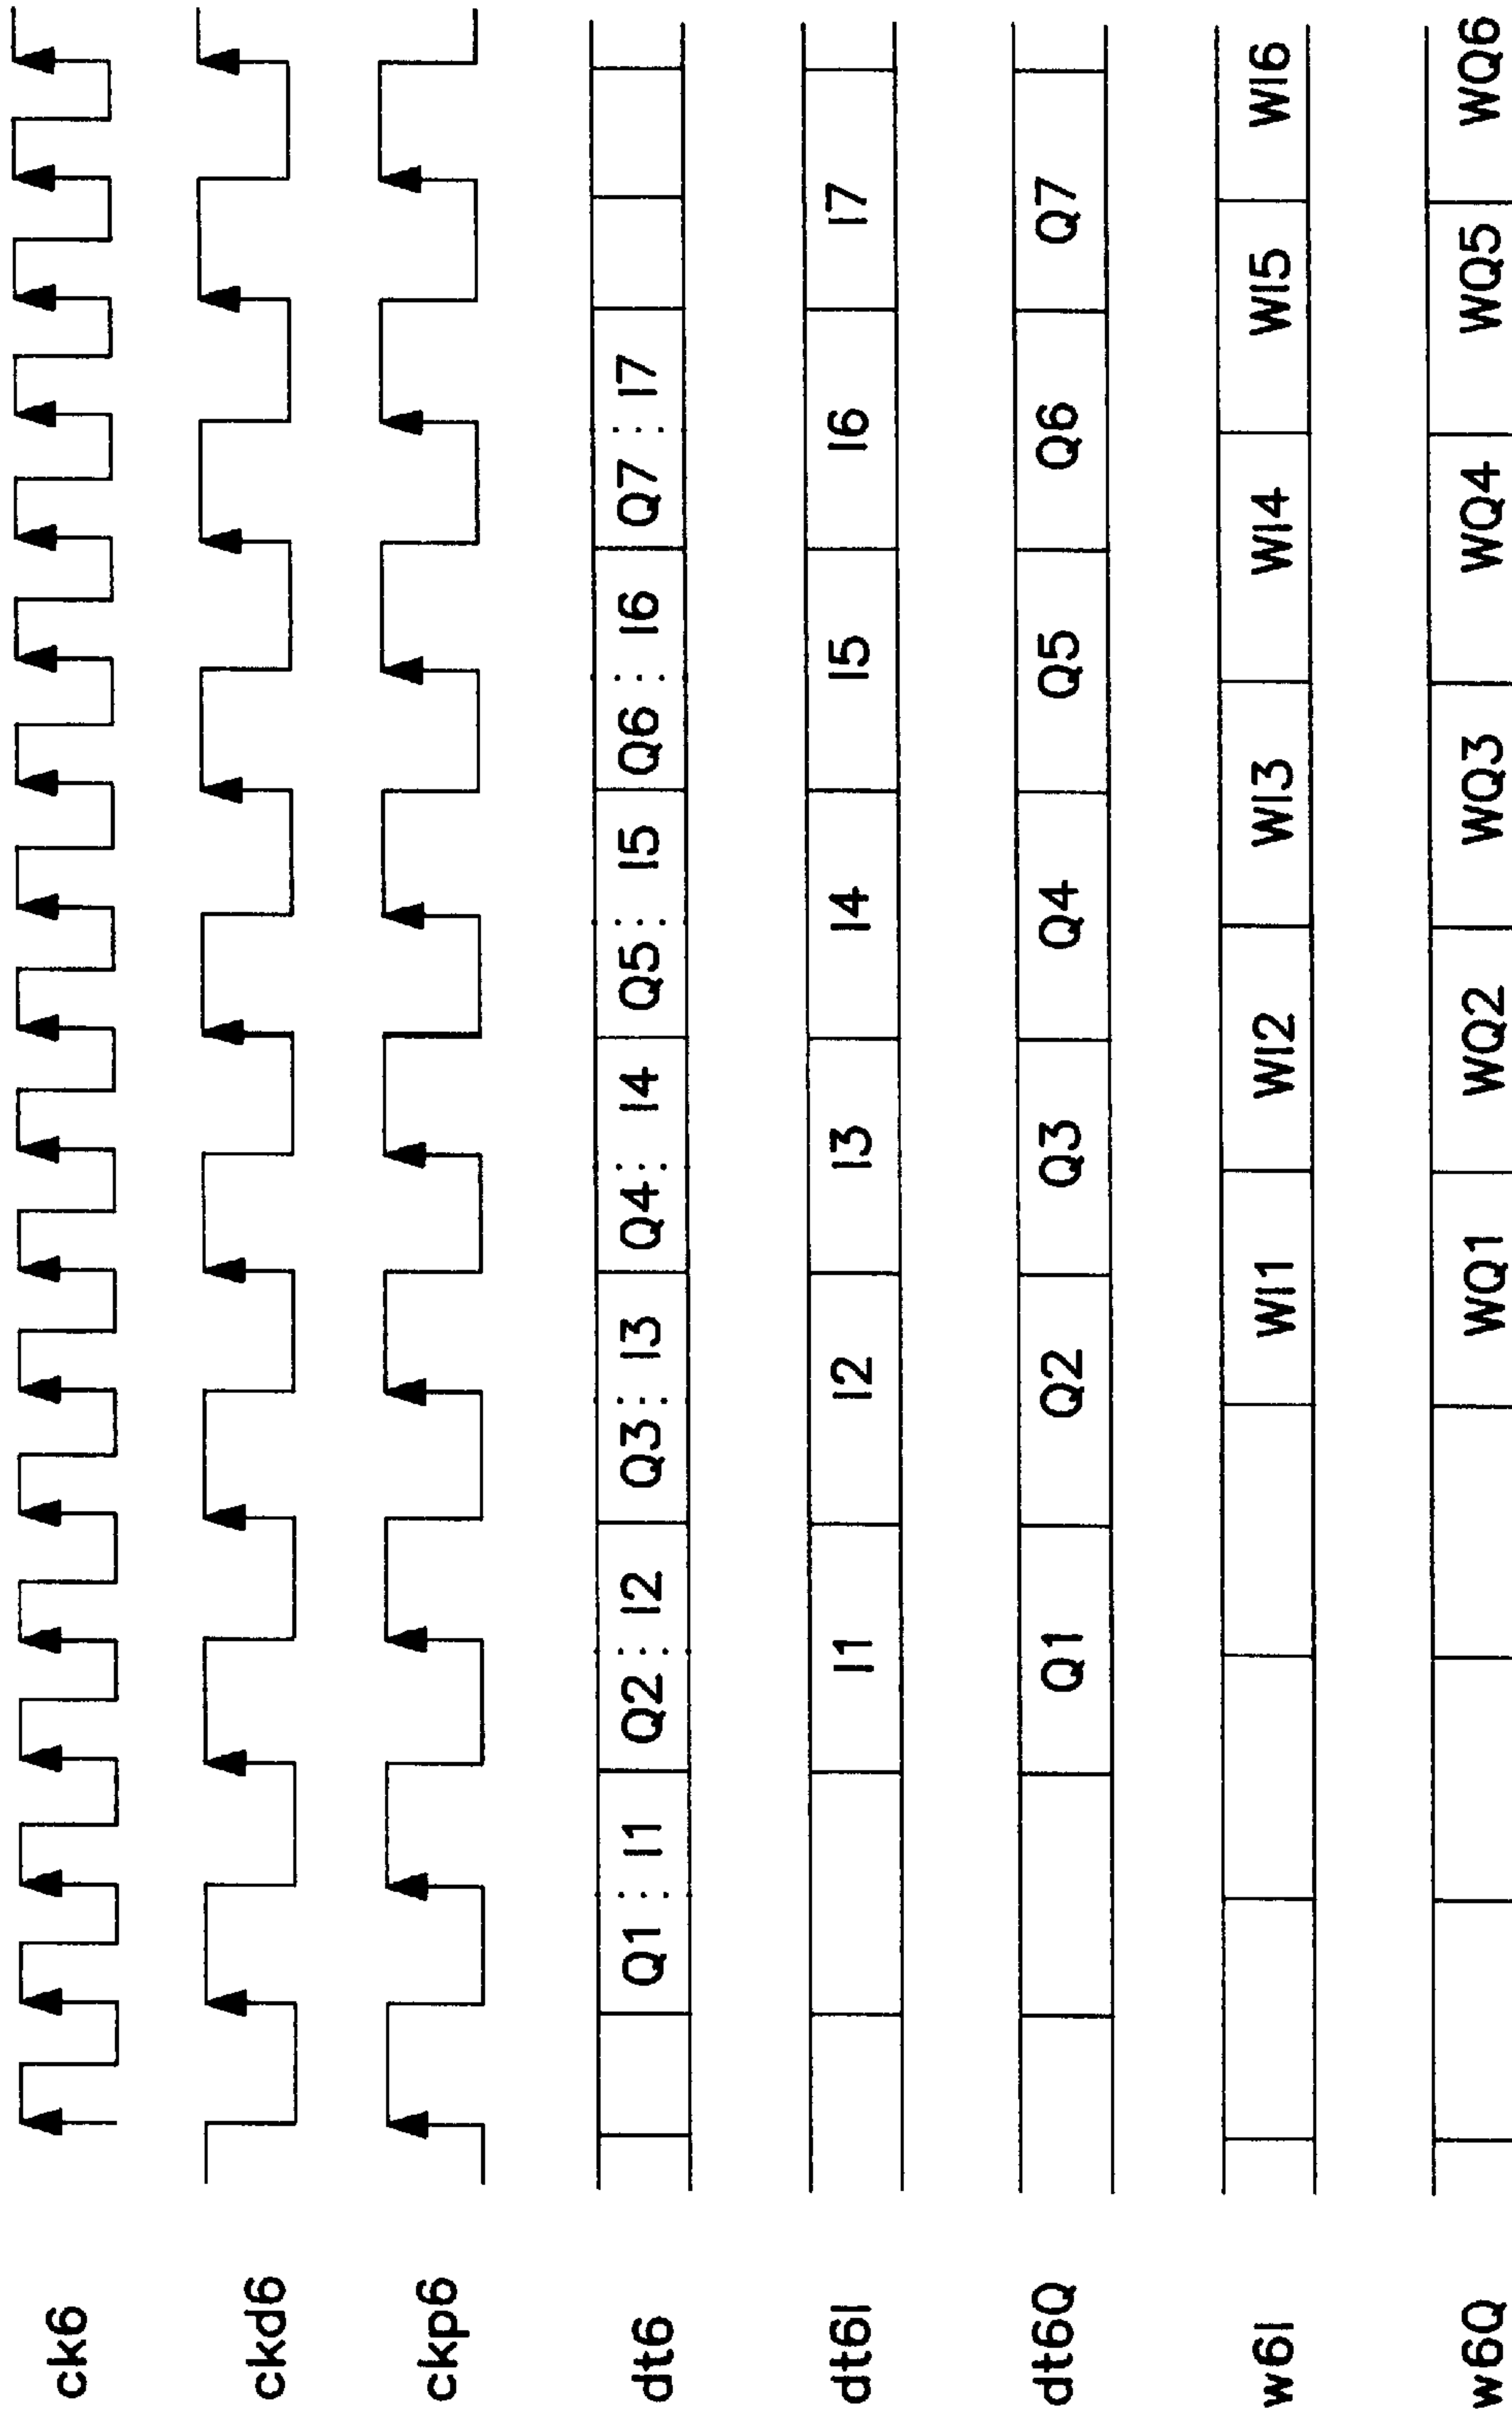 ck6
ckd6
ckp6
dt6 Q1 I1 Q2 I2 Q3 I3 Q4 I4 Q5 I5 Q6 I6 Q7 I7
dt6I I1 I2 I3 I4 I5 I6 I7
dt6Q Q1 Q2 Q3 Q4 Q5 Q6 Q7
w6I WI1 WI2 WI3 WI4 WI5 WI6
w6Q WQ1 WQ2 WQ3 WQ4 WQ5 WQ6